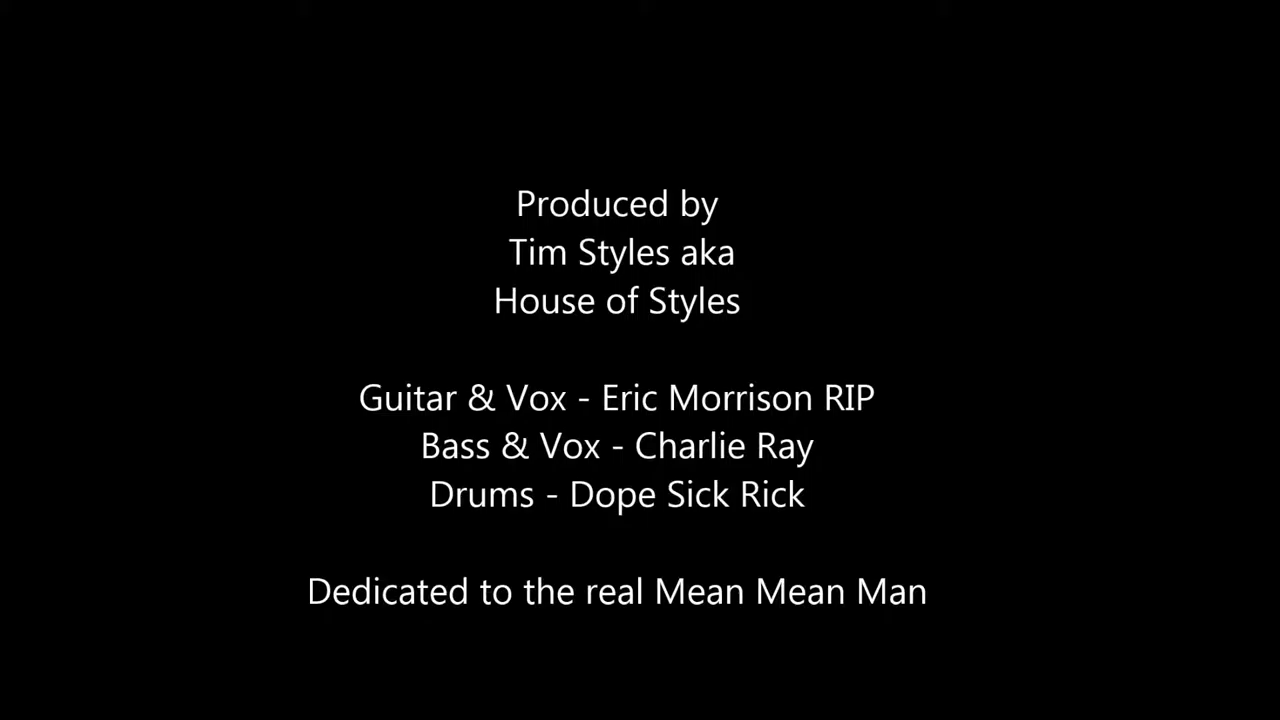 Produced by
Tim Styles aka
House of Styles
Guitar & Vox - Eric Morrison RIP
Bass & Vox - Charlie Ray
Drums - Dope Sick Rick
Dedicated to the real Mean Mean Man